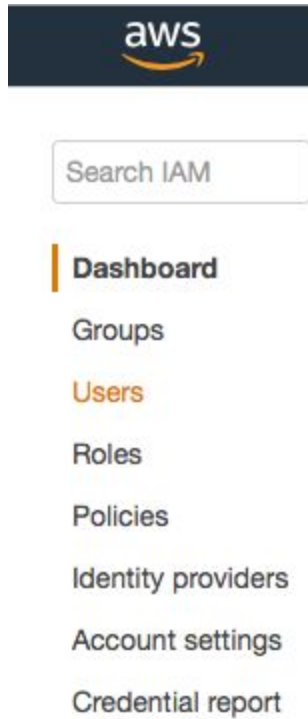 aws
Search IAM
Dashboard
Groups
Users
Roles
Policies
Identity providers
Account settings
Credential report